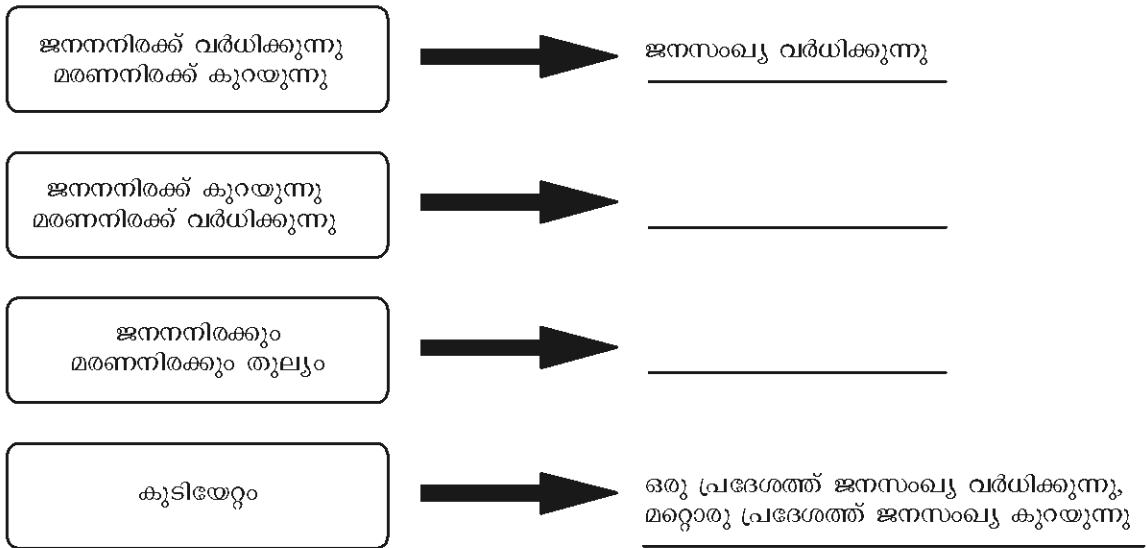 ജനനനിരക്ക് വർധിക്കുന്നു
മരണനിരക്ക് കുറയുന്നു
ജനസംഖ്യ വർധിക്കുന്നു
ജനനനിരക്ക് കുറയുന്നു
മരണനിരക്ക് വർധിക്കുന്നു
ജനനനിരക്കും
മരണനിരക്കും തുല്യം
കുടിയേറ്റം
ഒരു പ്രദേശത്ത് ജനസംഖ്യ വർധിക്കുന്നു,
മറ്റൊരു പ്രദേശത്ത് ജനസംഖ്യ കുറയുന്നു